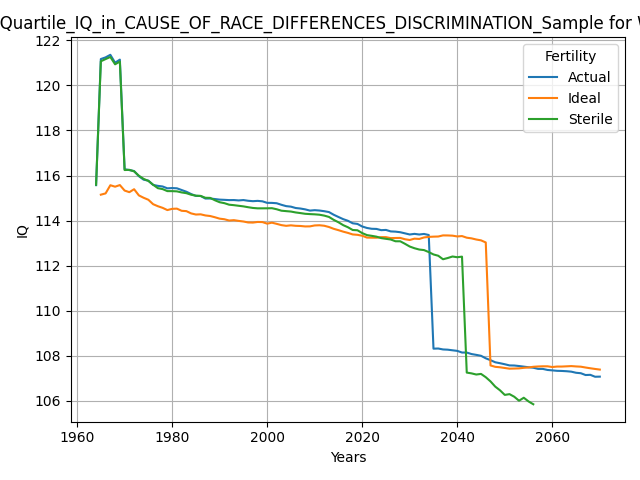 Quartile_IQ_in_CAUSE_OF_RACE_DIFFERENCES_DISCRIMINATION_Sample for
Fertility
Actual
Ideal
Sterile
122
120
118
116
114
112
110
108
106
IQ
1960
1980
2000
2020
2040
2060
Years